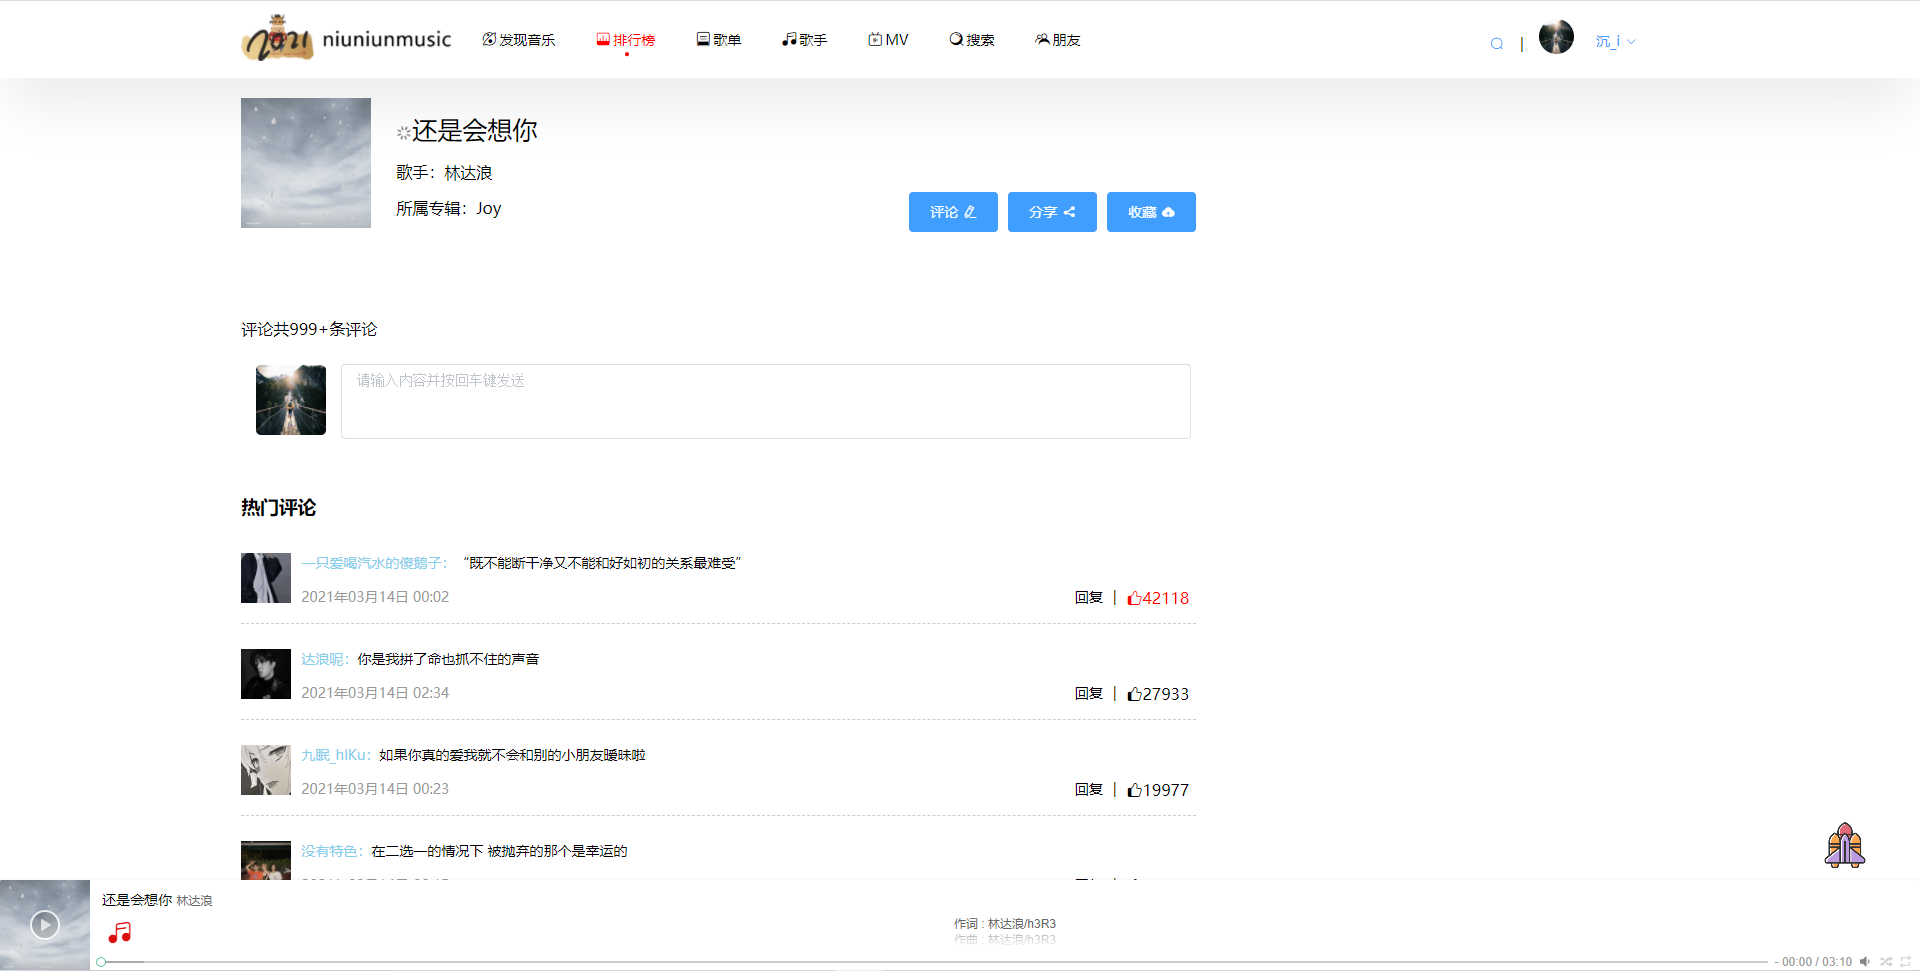 2021 niuniunmusic 发现音乐 排行榜 歌单 歌手 MV 搜索 朋友 | 沉_i
还是会想你
歌手：林达浪
所属专辑：Joy
评论 分享 收藏
评论共999+条评论
请输入内容并按回车键发送
热门评论
一只爱喝汽水的傻鹅子：“既不能断干净又不能和好如初的关系最难受”
2021年03月14日 00:02 回复 | 42118
达浪呢：你是我拼了命也抓不住的声音
2021年03月14日 02:34 回复 | 27933
九眠_hlKu：如果你真的爱我就不会和别的小朋友暧昧啦
2021年03月14日 00:23 回复 | 19977
没有特色：在二选一的情况下 被抛弃的那个是幸运的
还是会想你 林达浪
作词 : 林达浪/h3R3
作曲 : 林达浪/h3R3
- 00:00 / 03:10